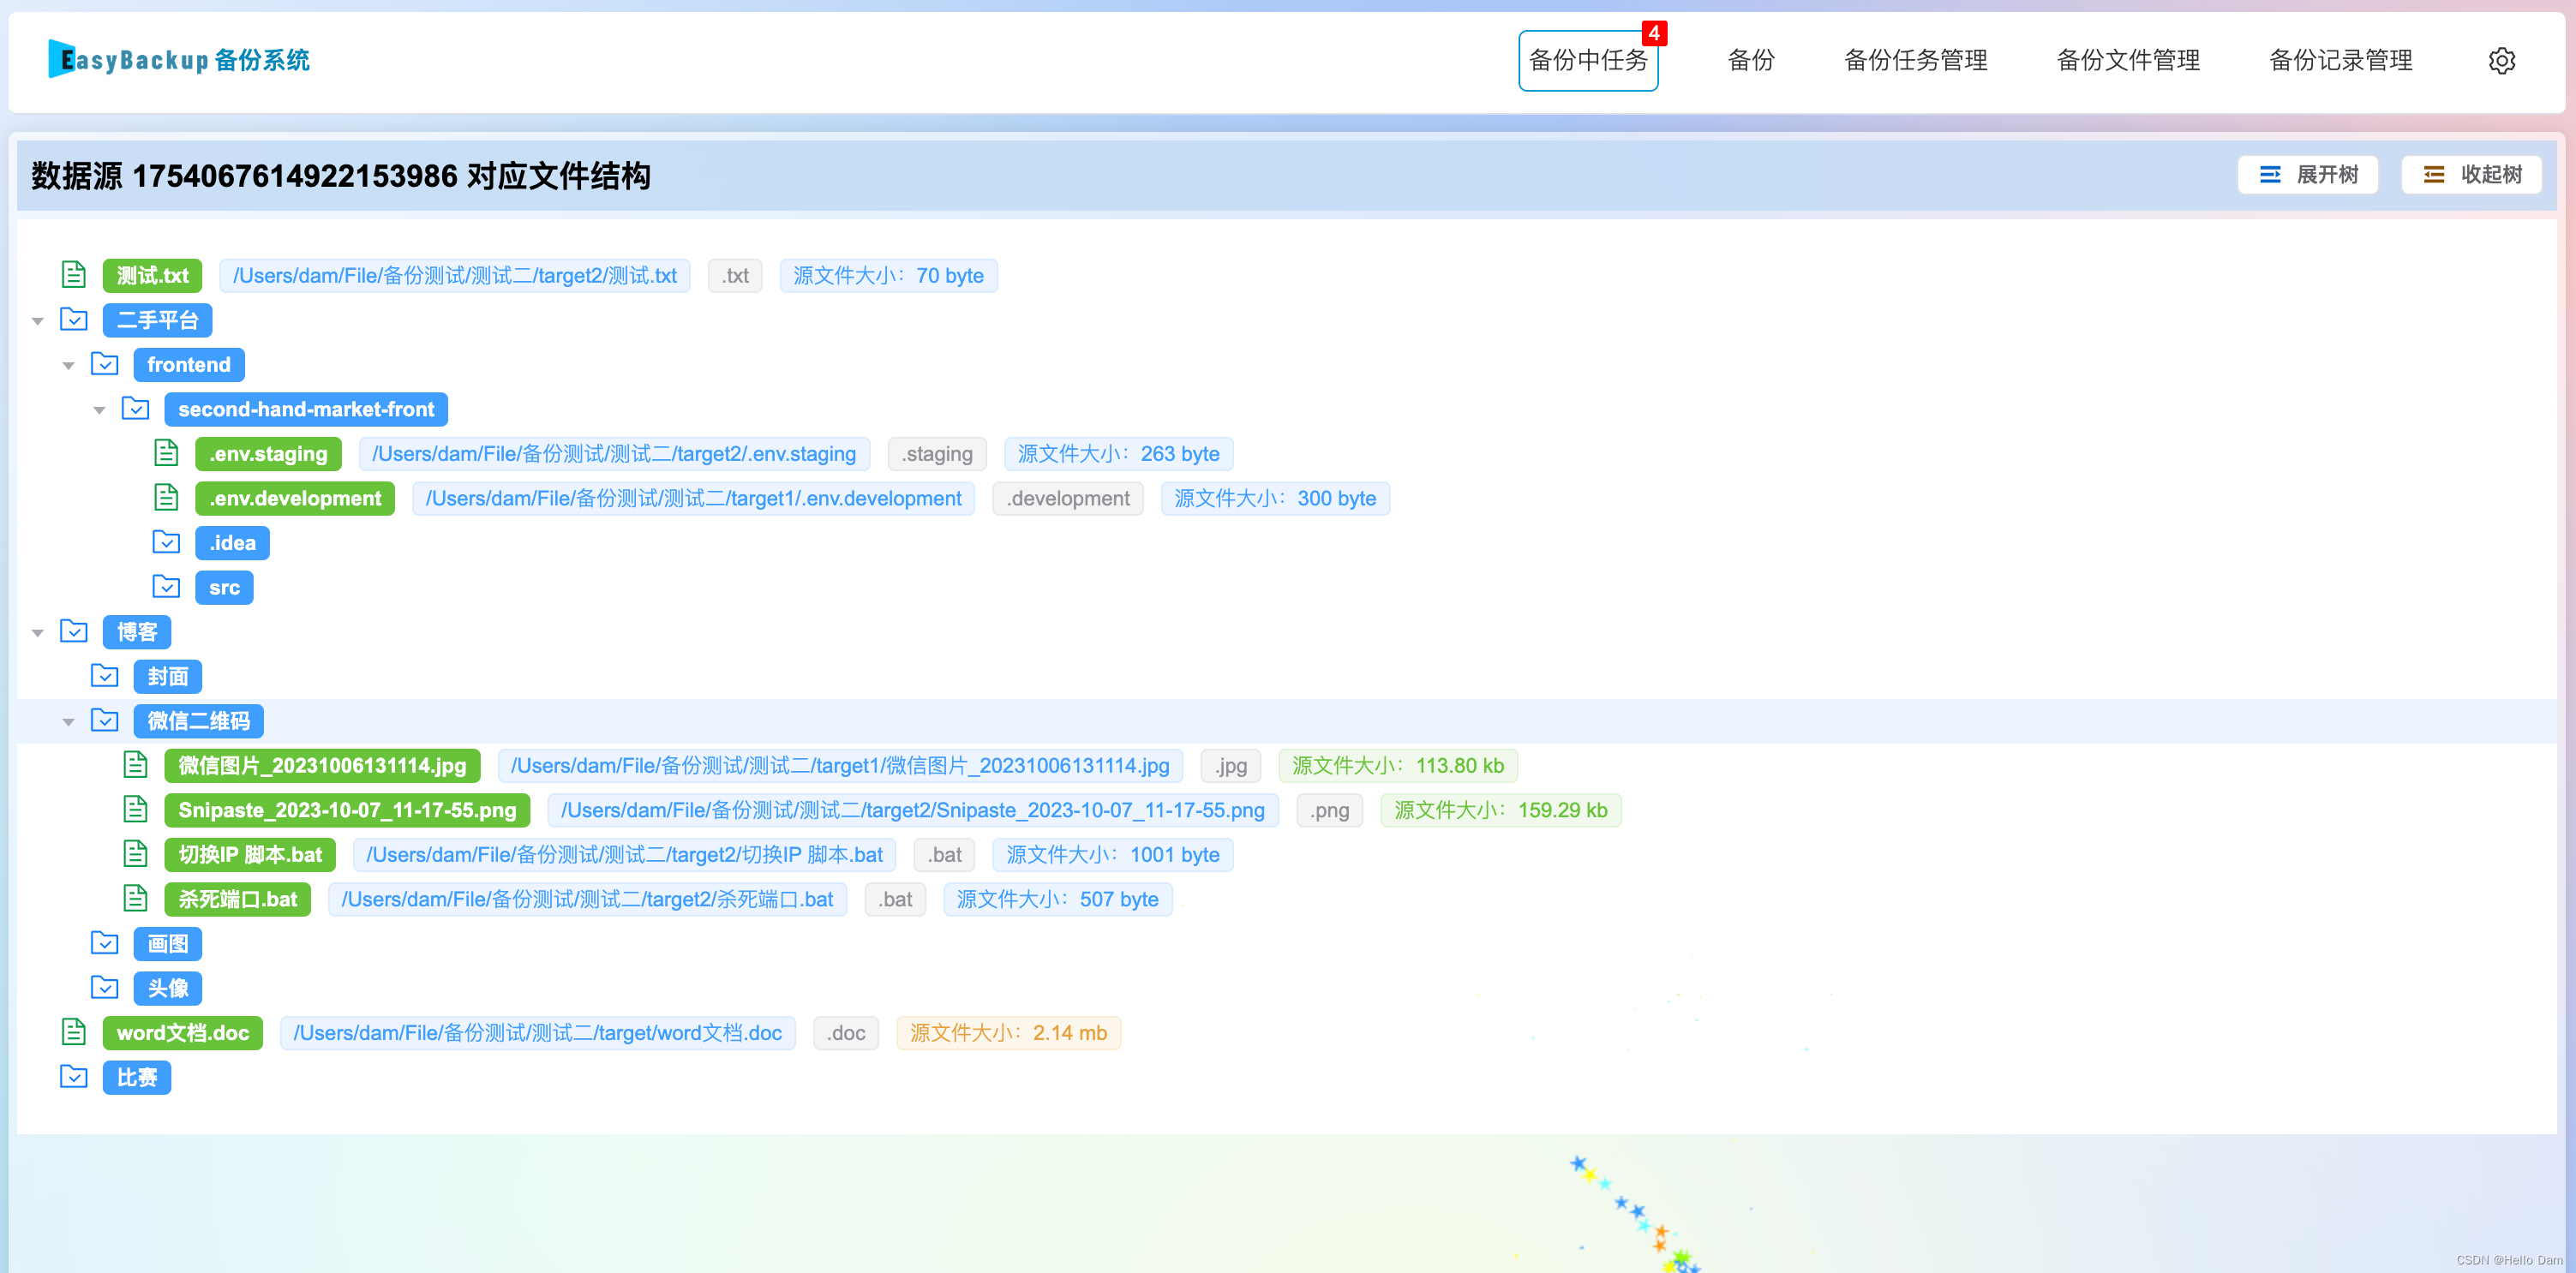 EasyBackup 备份系统 备份中任务 4 备份 备份任务管理 备份文件管理 备份记录管理
数据源 1754067614922153986 对应文件结构 展开树 收起树
测试.txt /Users/dam/File/备份测试/测试二/target2/测试.txt .txt 源文件大小：70 byte
二手平台
frontend
second-hand-market-front
.env.staging /Users/dam/File/备份测试/测试二/target2/.env.staging .staging 源文件大小：263 byte
.env.development /Users/dam/File/备份测试/测试二/target1/.env.development .development 源文件大小：300 byte
.idea
src
博客
封面
微信二维码
微信图片_20231006131114.jpg /Users/dam/File/备份测试/测试二/target1/微信图片_20231006131114.jpg .jpg 源文件大小：113.80 kb
Snipaste_2023-10-07_11-17-55.png /Users/dam/File/备份测试/测试二/target2/Snipaste_2023-10-07_11-17-55.png .png 源文件大小：159.29 kb
切换IP 脚本.bat /Users/dam/File/备份测试/测试二/target2/切换IP 脚本.bat .bat 源文件大小：1001 byte
杀死端口.bat /Users/dam/File/备份测试/测试二/target2/杀死端口.bat .bat 源文件大小：507 byte
画图
头像
word文档.doc /Users/dam/File/备份测试/测试二/target/word文档.doc .doc 源文件大小：2.14 mb
比赛
CSDN @Hello Dam